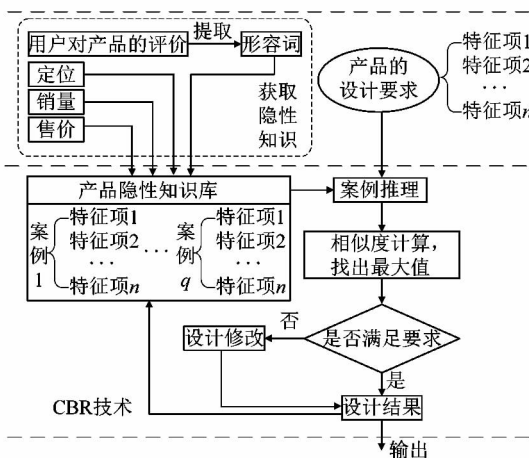 提取
用户对产品的评价
形容词
定位
销量
售价
获取
隐性
知识
产品的
设计要求
特征项1
特征项2
···
特征项n
产品隐性知识库
案例1
特征项1
特征项2
···
特征项n
···
案例q
特征项1
特征项2
···
特征项n
案例推理
相似度计算,
找出最大值
是否满足要求
否
设计修改
是
设计结果
CBR技术
输出